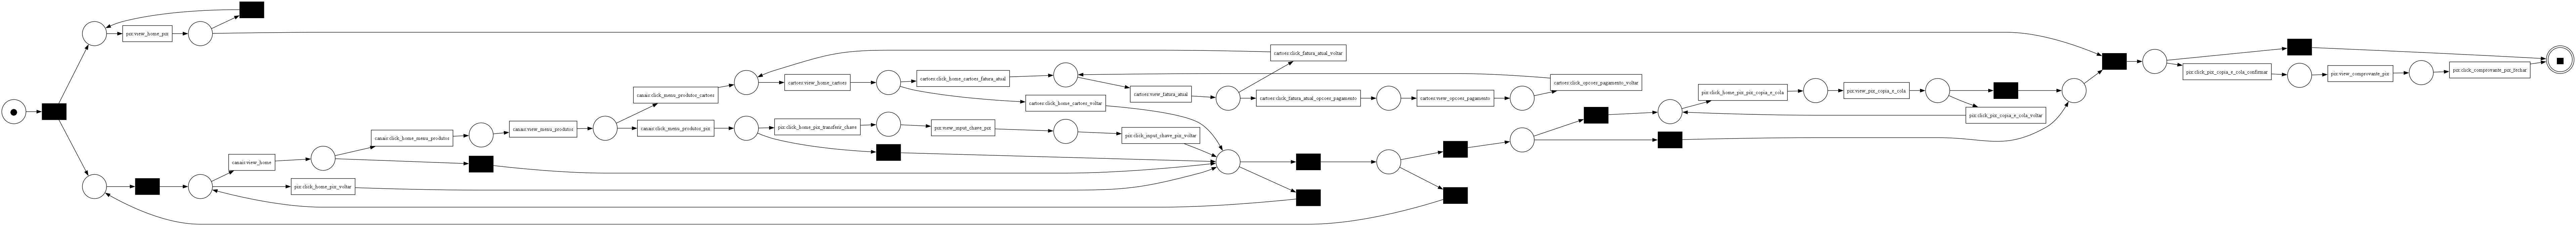 pix:view_home_pix
cartoes:click_fatura_atual_voltar
canais:click_menu_produtos_cartoes
cartoes:view_home_cartoes
cartoes:click_home_cartoes_fatura_atual
cartoes:click_home_cartoes_voltar
cartoes:view_fatura_atual
cartoes:click_fatura_atual_opcoes_pagamento
cartoes:view_opcoes_pagamento
cartoes:click_opcoes_pagamento_voltar
pix:click_home_pix_pix_copia_e_cola
pix:view_pix_copia_e_cola
pix:click_pix_copia_e_cola_voltar
pix:click_pix_copia_e_cola_confirmar
pix:view_comprovante_pix
pix:click_comprovante_pix_fechar
canais:view_home
canais:click_home_menu_produtos
canais:view_menu_produtos
canais:click_menu_produtos_pix
pix:click_home_pix_transferir_chave
pix:view_input_chave_pix
pix:click_input_chave_pix_voltar
pix:click_home_pix_voltar